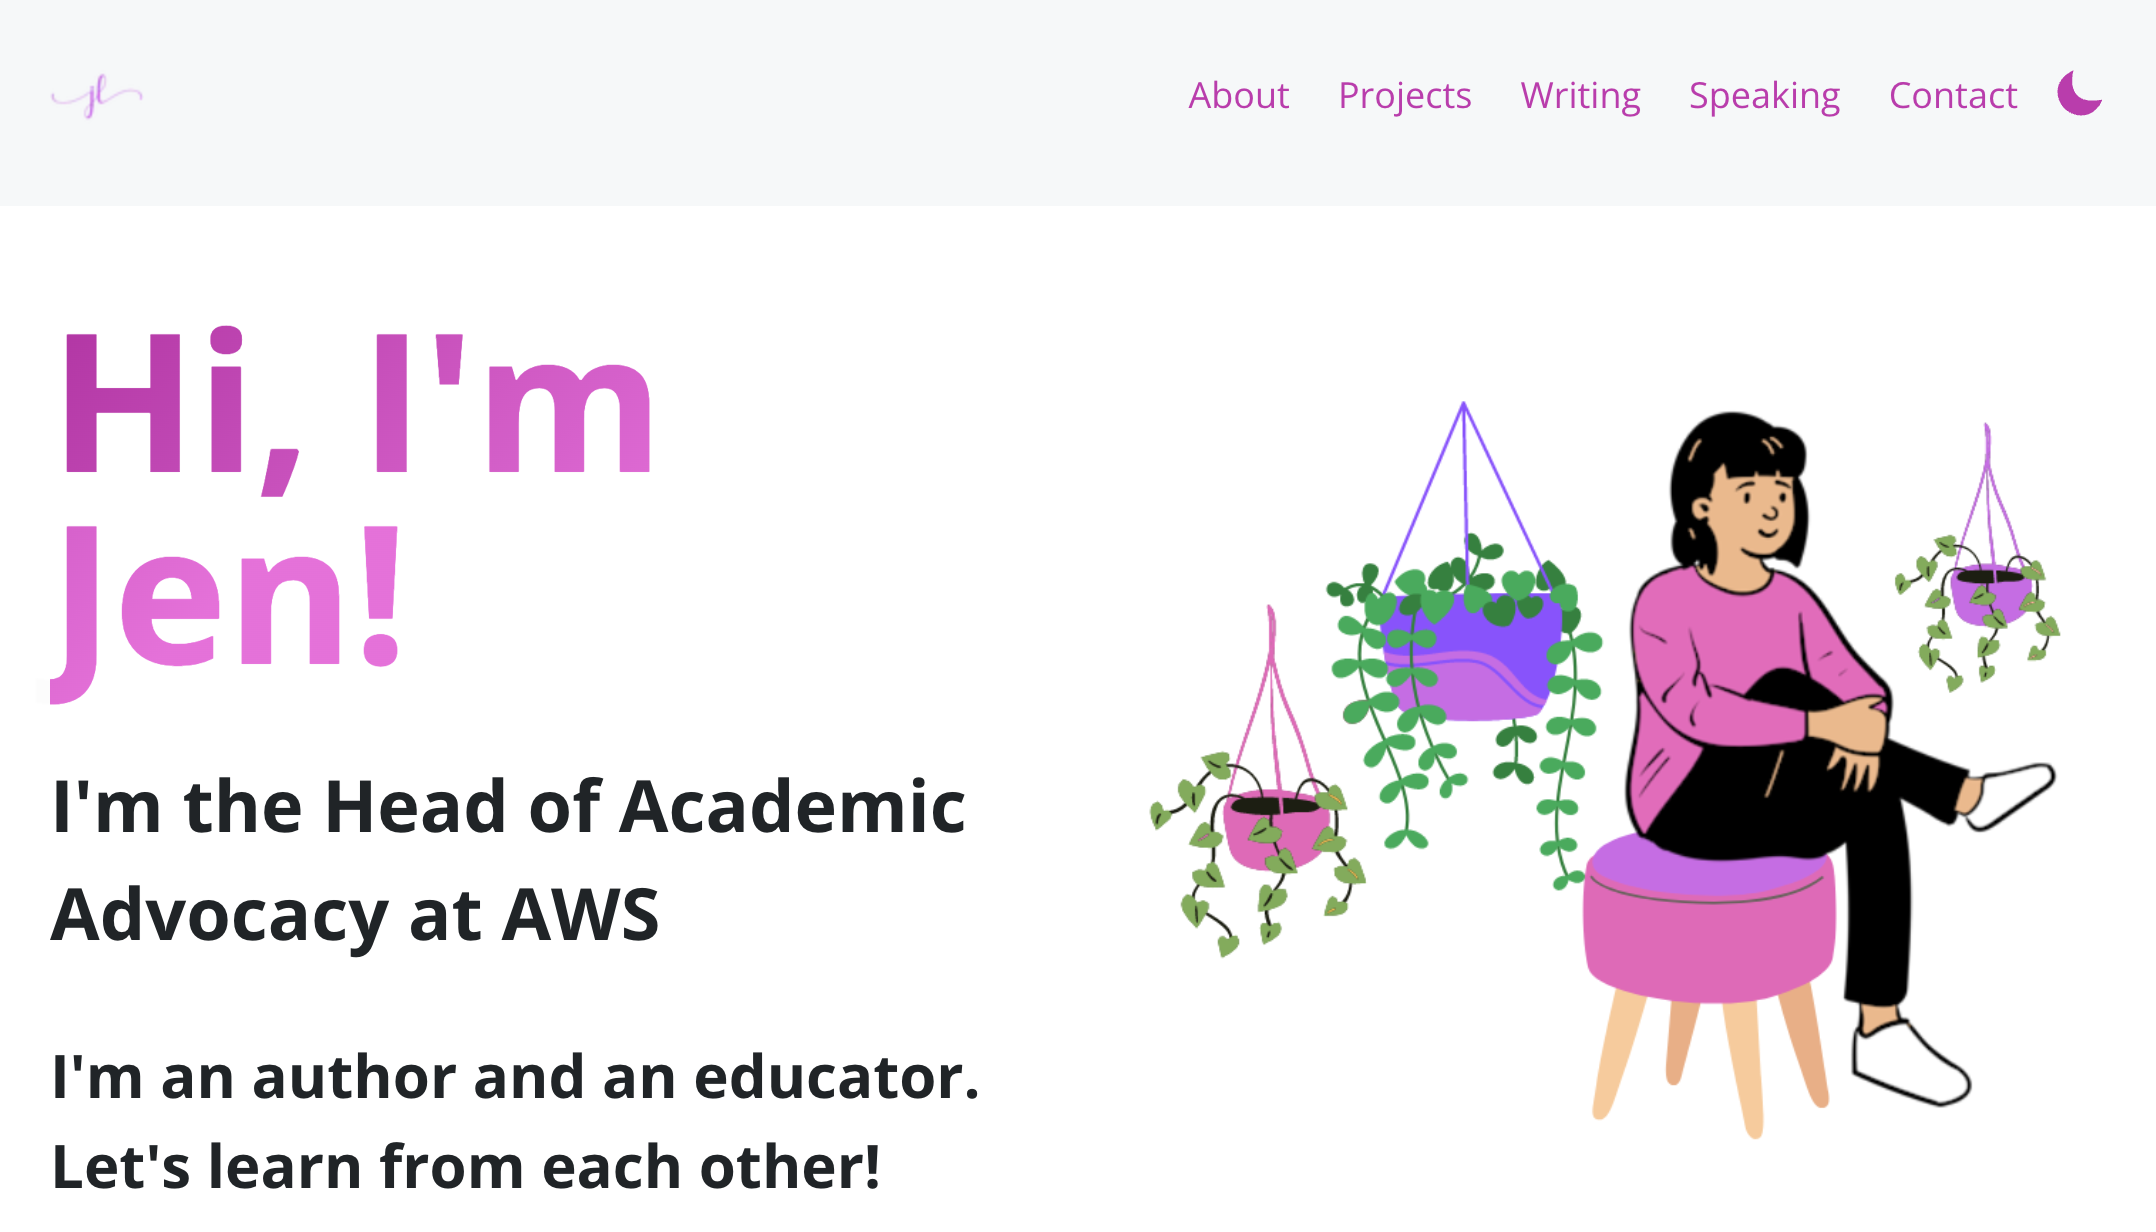 jl
About Projects Writing Speaking Contact
Hi, I'm
Jen!
I'm the Head of Academic
Advocacy at AWS
I'm an author and an educator.
Let's learn from each other!